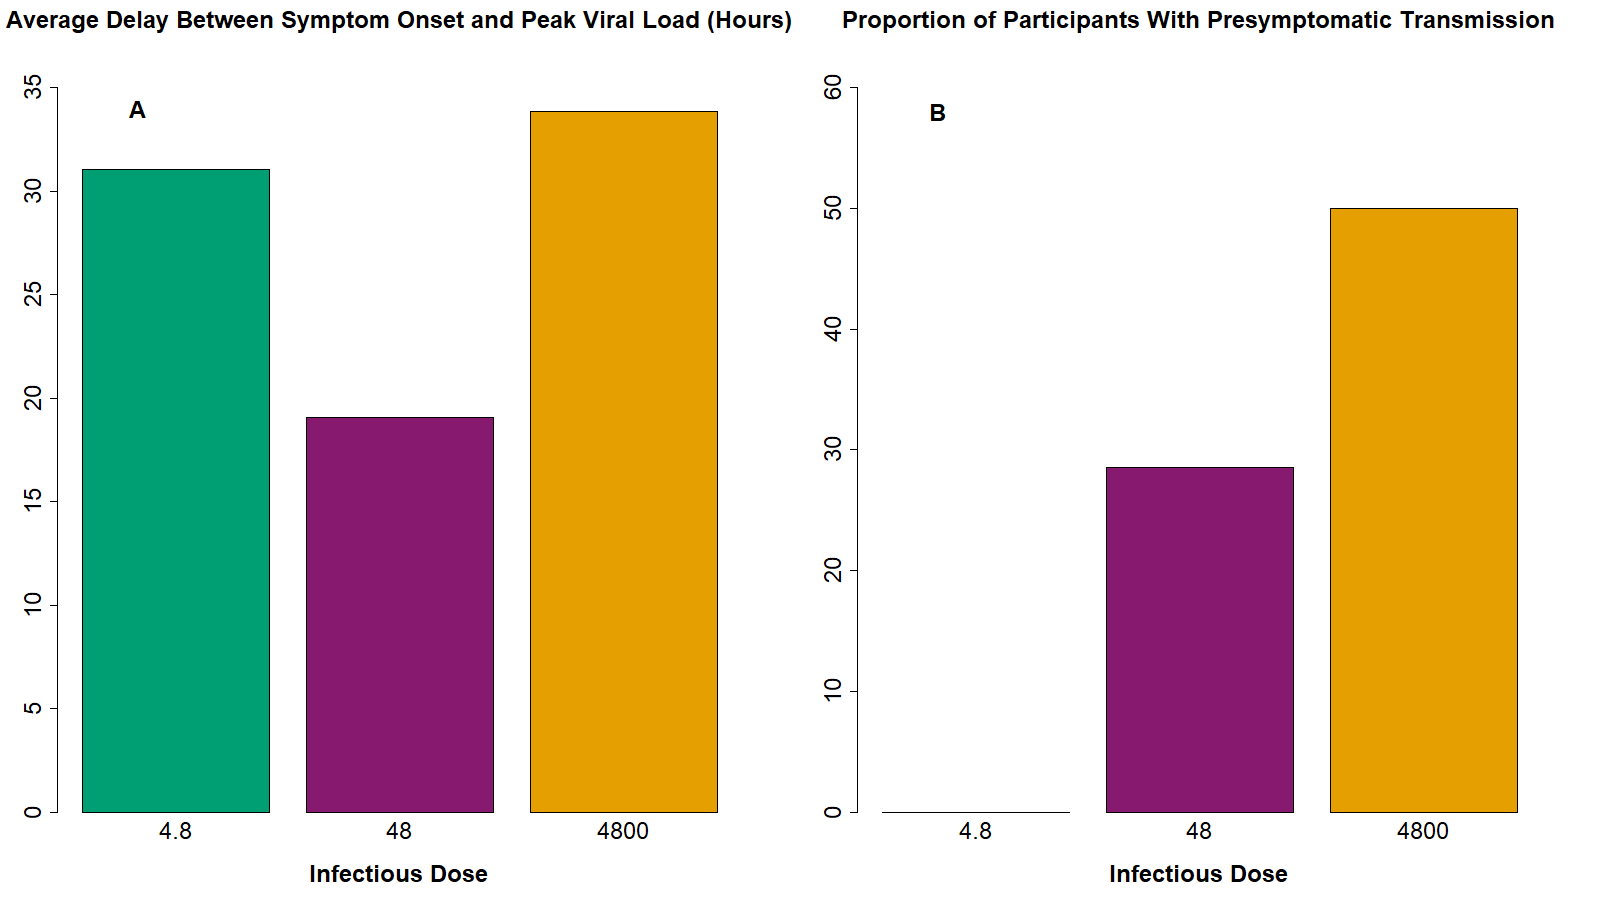 Average Delay Between Symptom Onset and Peak Viral Load (Hours)
A
35
30
25
20
15
10
5
0
4.8 48 4800
Infectious Dose
Proportion of Participants With Presymptomatic Transmission
B
60
50
40
30
20
10
0
4.8 48 4800
Infectious Dose